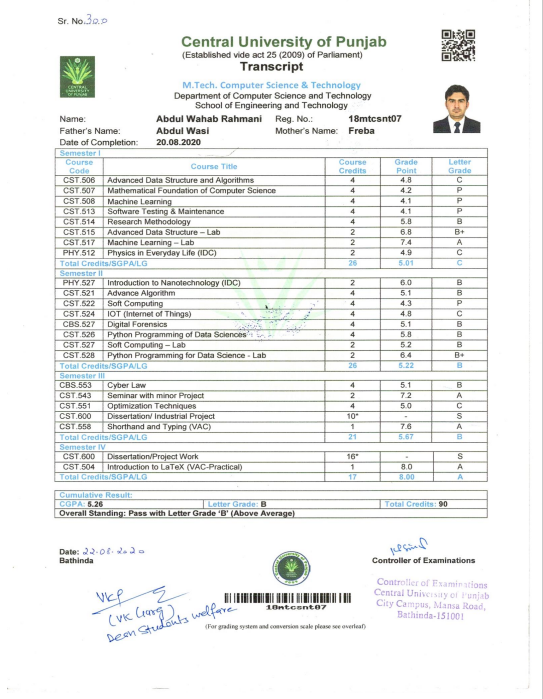 Sr. No. 300
Central University of Punjab
(Established vide act 25 (2009) of Parliament)
Transcript
CENTRAL
UNIVERSITY
OF PUNJAB
M.Tech. Computer Science & Technology
Department of Computer Science and Technology
School of Engineering and Technology
Name: Abdul Wahab Rahmani Reg. No.: 18mtcsnt07
Father's Name: Abdul Wasi Mother's Name: Freba
Date of Completion: 20.08.2020
Semester I
Course Code Course Title Course Credits Grade Point Letter Grade
CST.506 Advanced Data Structure and Algorithms 4 4.8 C
CST.507 Mathematical Foundation of Computer Science 4 4.2 P
CST.508 Machine Learning 4 4.1 P
CST.513 Software Testing & Maintenance 4 4.1 P
CST.514 Research Methodology 4 5.8 B
CST.515 Advanced Data Structure – Lab 2 6.8 B+
CST.517 Machine Learning – Lab 2 7.4 A
PHY.512 Physics in Everyday Life (IDC) 2 4.9 C
Total Credits/SGPA/LG 26 5.01 C
Semester II
PHY.527 Introduction to Nanotechnology (IDC) 2 6.0 B
CST.521 Advance Algorithm 4 5.1 B
CST.522 Soft Computing 4 4.3 P
CST.524 IOT (Internet of Things) 4 4.8 C
CBS.527 Digital Forensics 4 5.1 B
CST.526 Python Programming of Data Sciences 4 5.8 B
CST.527 Soft Computing – Lab 2 5.2 B
CST.528 Python Programming for Data Science - Lab 2 6.4 B+
Total Credits/SGPA/LG 26 5.22 B
Semester III
CBS.553 Cyber Law 4 5.1 B
CST.543 Seminar with minor Project 2 7.2 A
CST.551 Optimization Techniques 4 5.0 C
CST.600 Dissertation/ Industrial Project 10* - S
CST.558 Shorthand and Typing (VAC) 1 7.6 A
Total Credits/SGPA/LG 21 5.67 B
Semester IV
CST.600 Dissertation/Project Work 16* - S
CST.504 Introduction to LaTeX (VAC-Practical) 1 8.0 A
Total Credits/SGPA/LG 17 8.00 A
Cumulative Result:
CGPA: 5.26 Letter Grade: B Total Credits: 90
Overall Standing: Pass with Letter Grade 'B' (Above Average)
Date: 22-08-2020
Bathinda
Controller of Examinations
Controller of Examinations
Central University of Punjab
City Campus, Mansa Road,
Bathinda-151001
(VK Garg)
Dean Students welfare
18mtcsnt07
(For grading system and conversion scale please see overleaf)